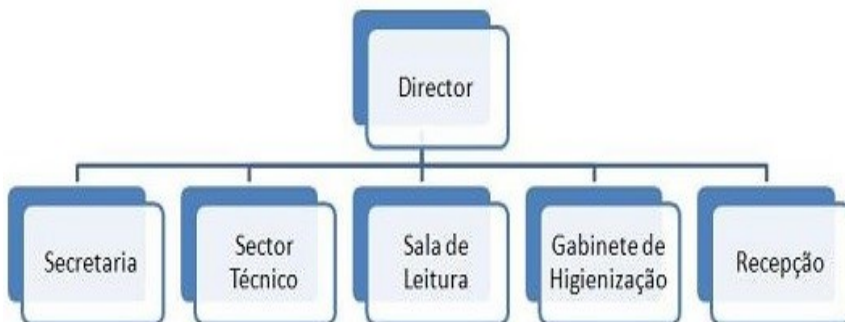 Director
Secretaria
Sector
Técnico
Sala de
Leitura
Gabinete de
Higienização
Recepção